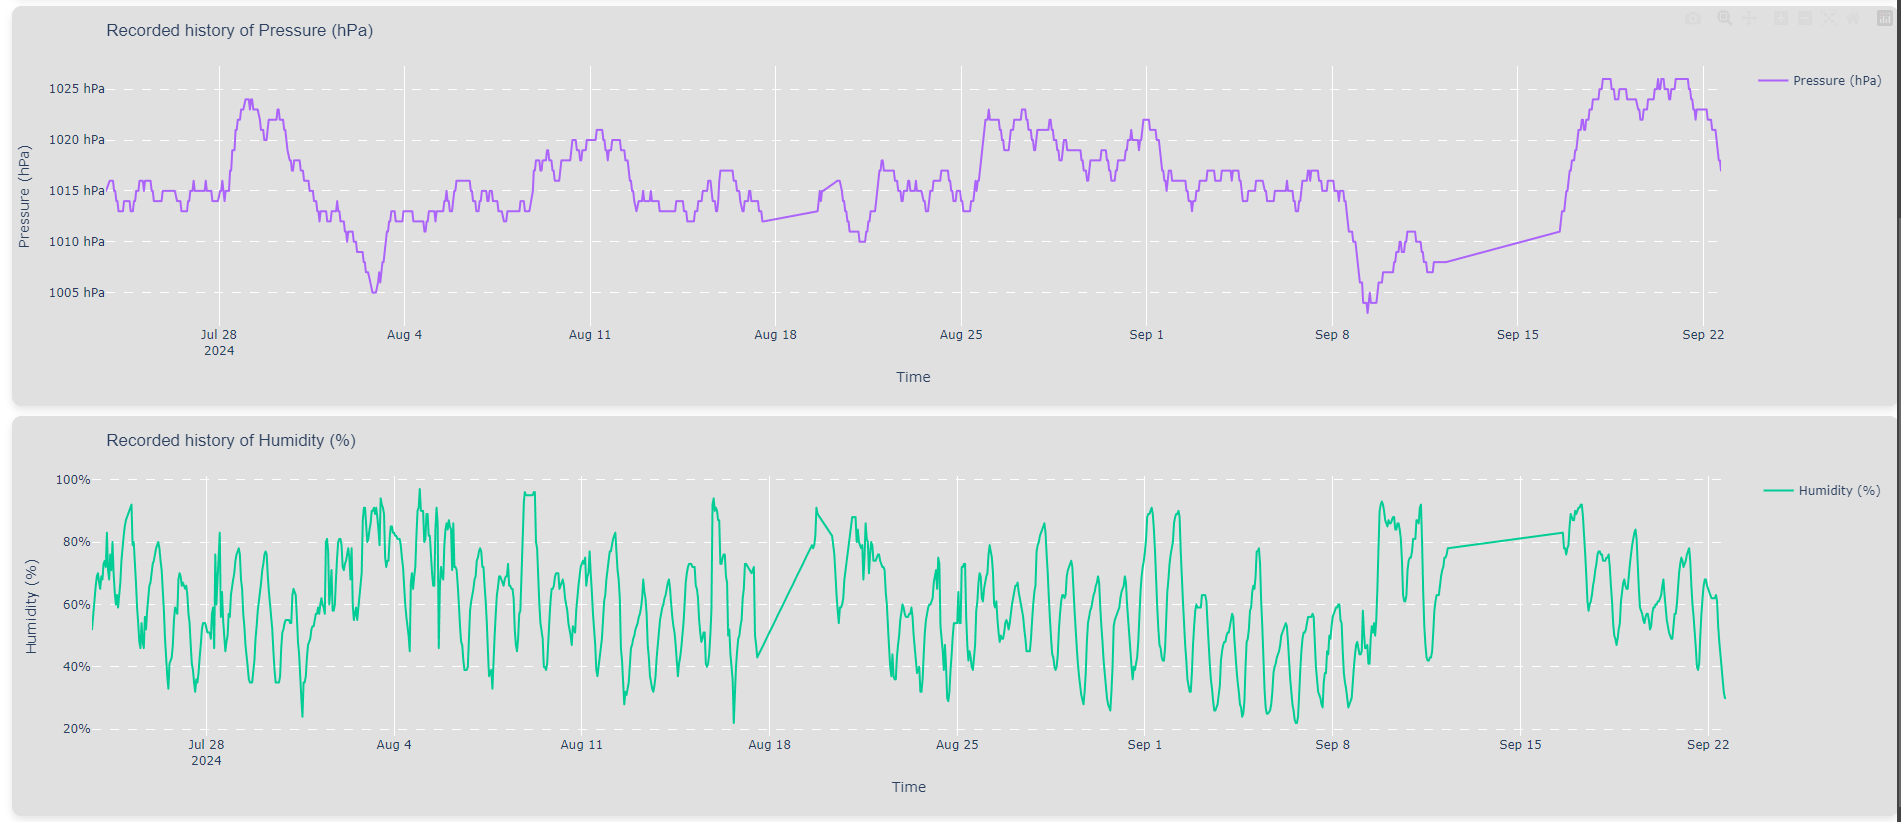 Recorded history of Pressure (hPa)
1025 hPa
1020 hPa
1015 hPa
1010 hPa
1005 hPa
Pressure (hPa)
Pressure (hPa)
Jul 28 Aug 4 Aug 11 Aug 18 Aug 25 Sep 1 Sep 8 Sep 15 Sep 22
2024
Time
Recorded history of Humidity (%)
100%
80%
60%
40%
20%
Humidity (%)
Humidity (%)
Jul 28 Aug 4 Aug 11 Aug 18 Aug 25 Sep 1 Sep 8 Sep 15 Sep 22
2024
Time